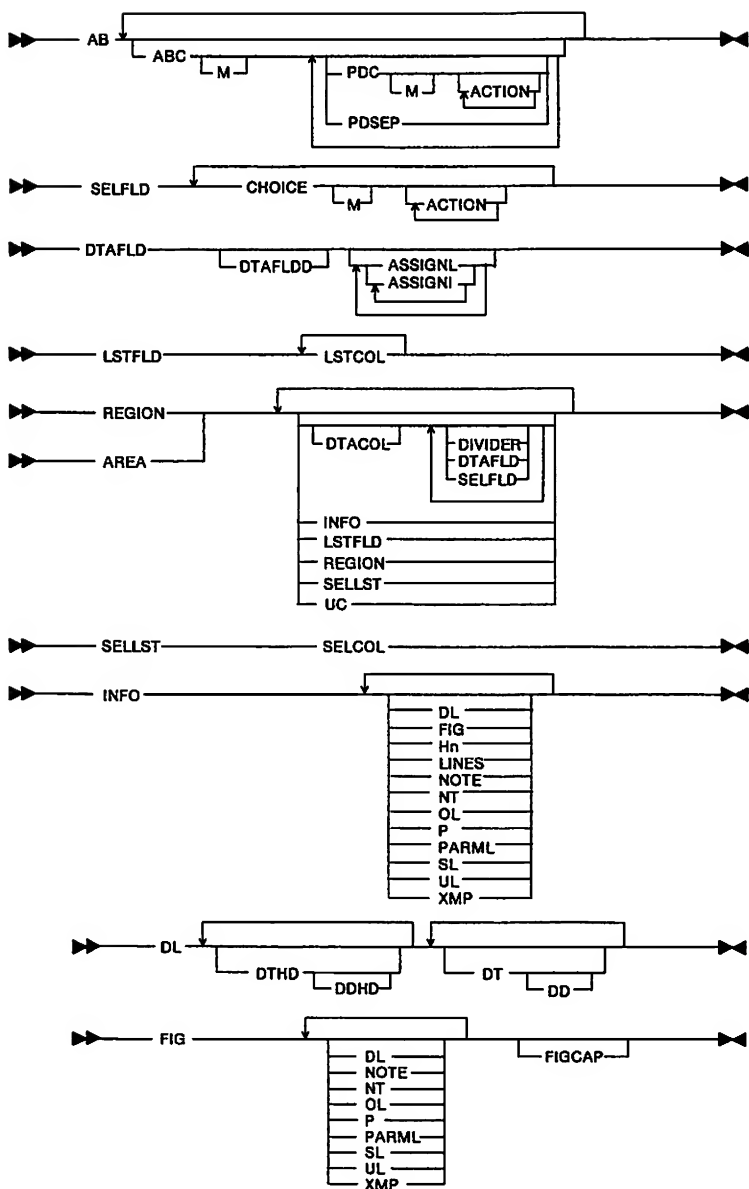 AB
ABC
M
PDC
M
ACTION
PDSEP
SELFLD
CHOICE
M
ACTION
DTAFLD
DTAFLDD
ASSIGNL
ASSIGNI
LSTFLD
LSTCOL
REGION
AREA
DTACOL
DIVIDER
DTAFLD
SELFLD
INFO
LSTFLD
REGION
SELLST
UC
SELLST
SELCOL
INFO
DL
FIG
Hn
LINES
NOTE
NT
OL
P
PARML
SL
UL
XMP
DL
DTHD
DDHD
DT
DD
FIG
DL
NOTE
NT
OL
P
PARML
SL
UL
XMP
FIGCAP